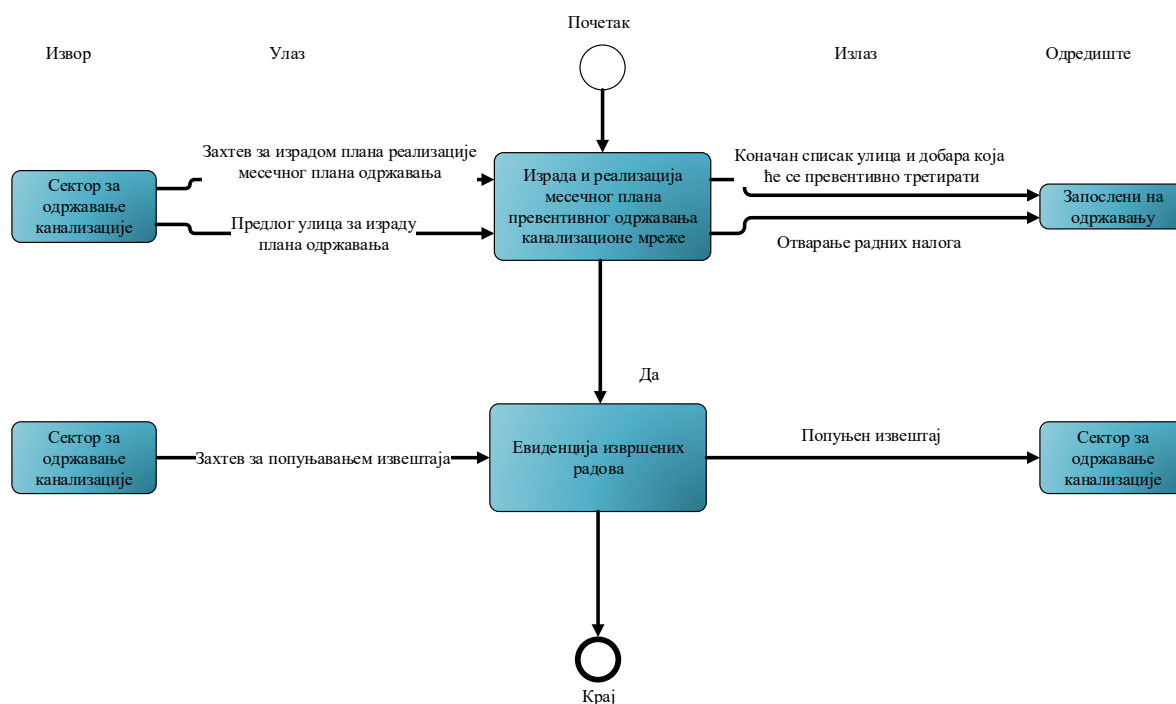 Почетак
Извор
Улаз
Излаз
Одредиште
Захтев за израдом плана реализације
месечног плана одржавања
Сектор за
одржавање
канализације
Предлог улица за израду
плана одржавања
Израда и реализација
месечног плана
превентивног одржавања
канализационе мреже
Коначан списак улица и добара која
ће се превентивно третирати
Запослени на
одржавању
Отварање радних налога
Да
Сектор за
одржавање
канализације
Захтев за попуњавањем извештаја
Евиденција извршених
радова
Попуњен извештај
Сектор за
одржавање
канализације
Крај